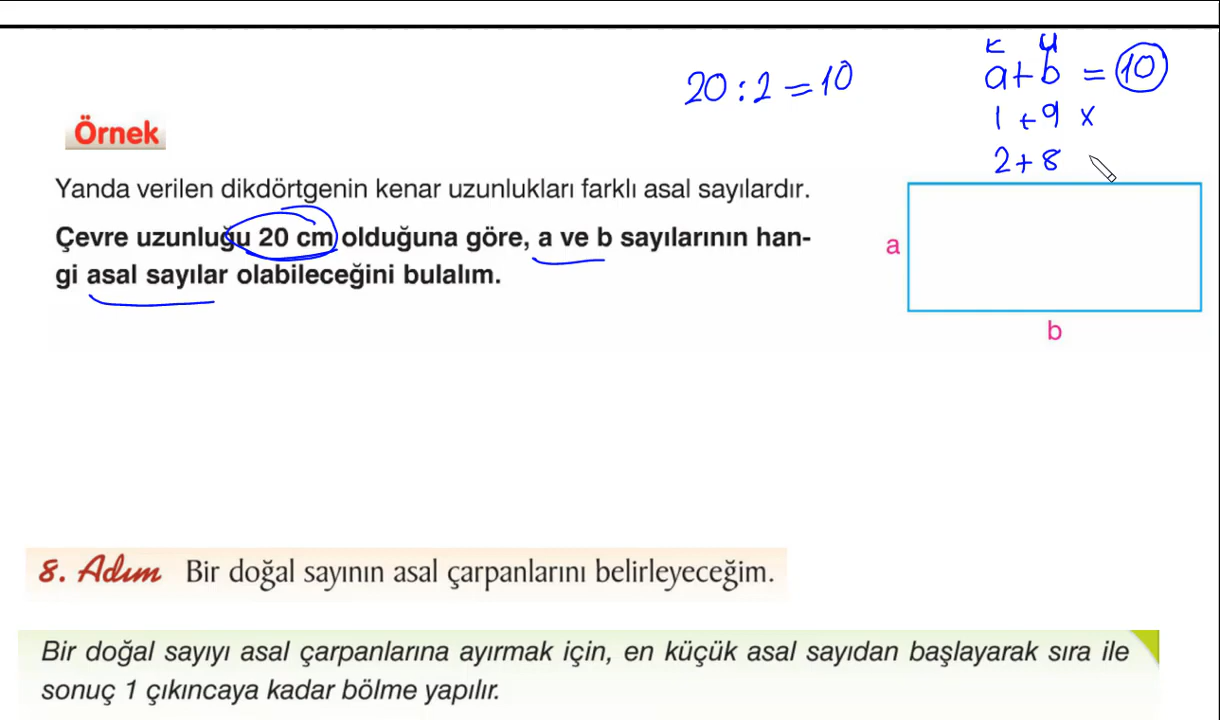 20 : 2 = 10
K U
a + b = 10
1 + 9 x
2 + 8
Örnek
Yanda verilen dikdörtgenin kenar uzunlukları farklı asal sayılardır.
Çevre uzunluğu 20 cm olduğuna göre, a ve b sayılarının han-
gi asal sayılar olabileceğini bulalım.
a
b
8. Adım Bir doğal sayının asal çarpanlarını belirleyeceğim.
Bir doğal sayıyı asal çarpanlarına ayırmak için, en küçük asal sayıdan başlayarak sıra ile
sonuç 1 çıkıncaya kadar bölme yapılır.